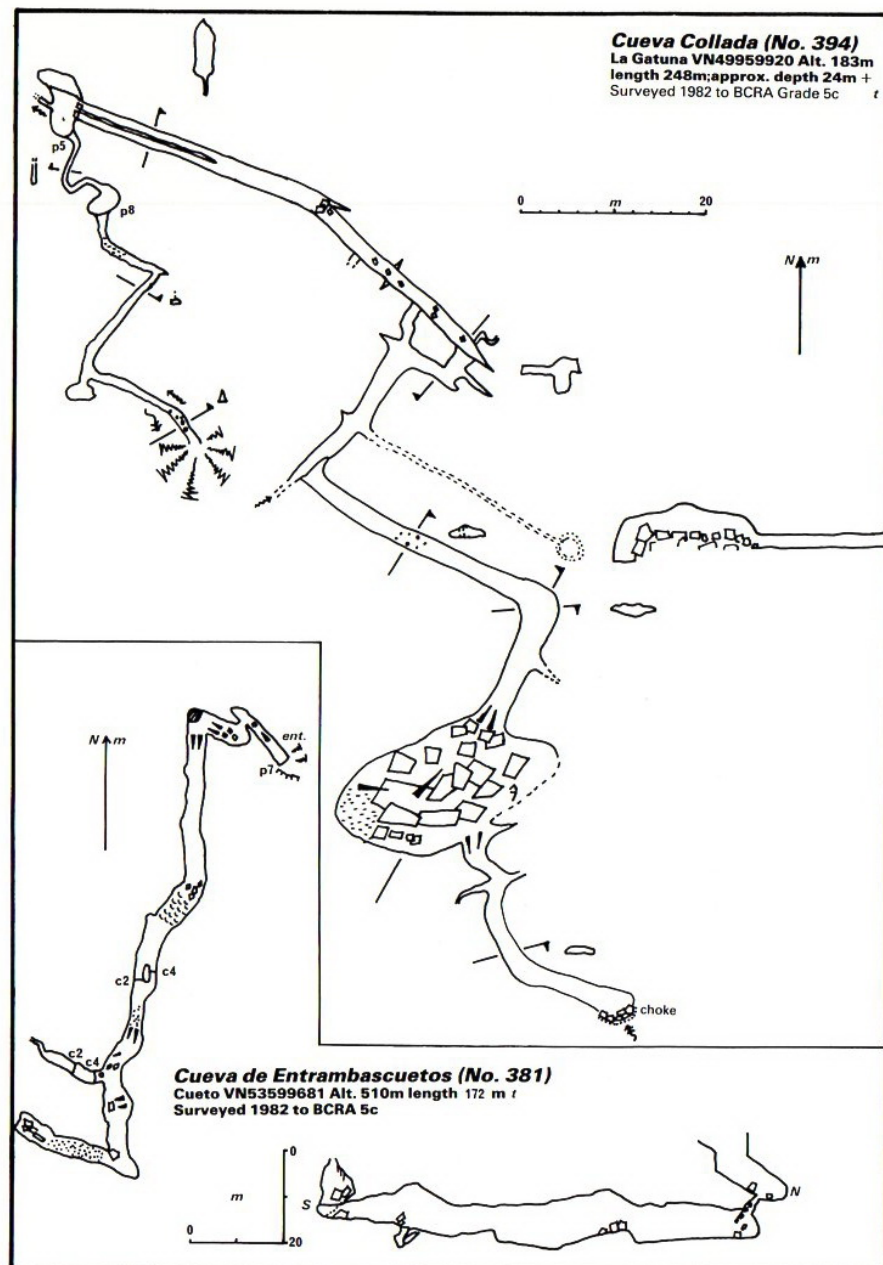 Cueva Collada (No. 394)
La Gatuna VN49959920 Alt. 183m
length 248m;approx. depth 24m +
Surveyed 1982 to BCRA Grade 5c t
p5
p8
0 m 20
N m
N m
ent.
p7
c2 c4
c2 c4
choke
Cueva de Entrambascuetos (No. 381)
Cueto VN53599681 Alt. 510m length 172 m t
Surveyed 1982 to BCRA 5c
0
m
0 20
S N